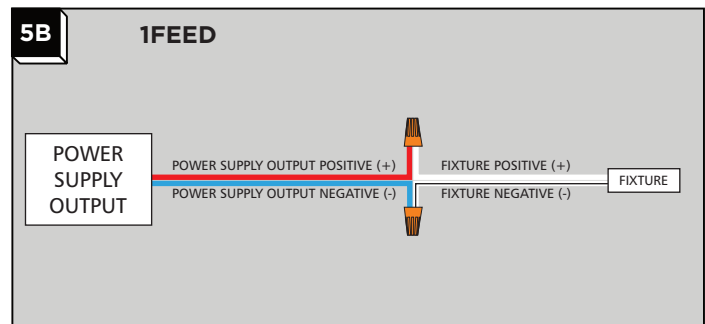 5B
1FEED
POWER
SUPPLY
OUTPUT
POWER SUPPLY OUTPUT POSITIVE (+)
POWER SUPPLY OUTPUT NEGATIVE (-)
FIXTURE POSITIVE (+)
FIXTURE NEGATIVE (-)
FIXTURE